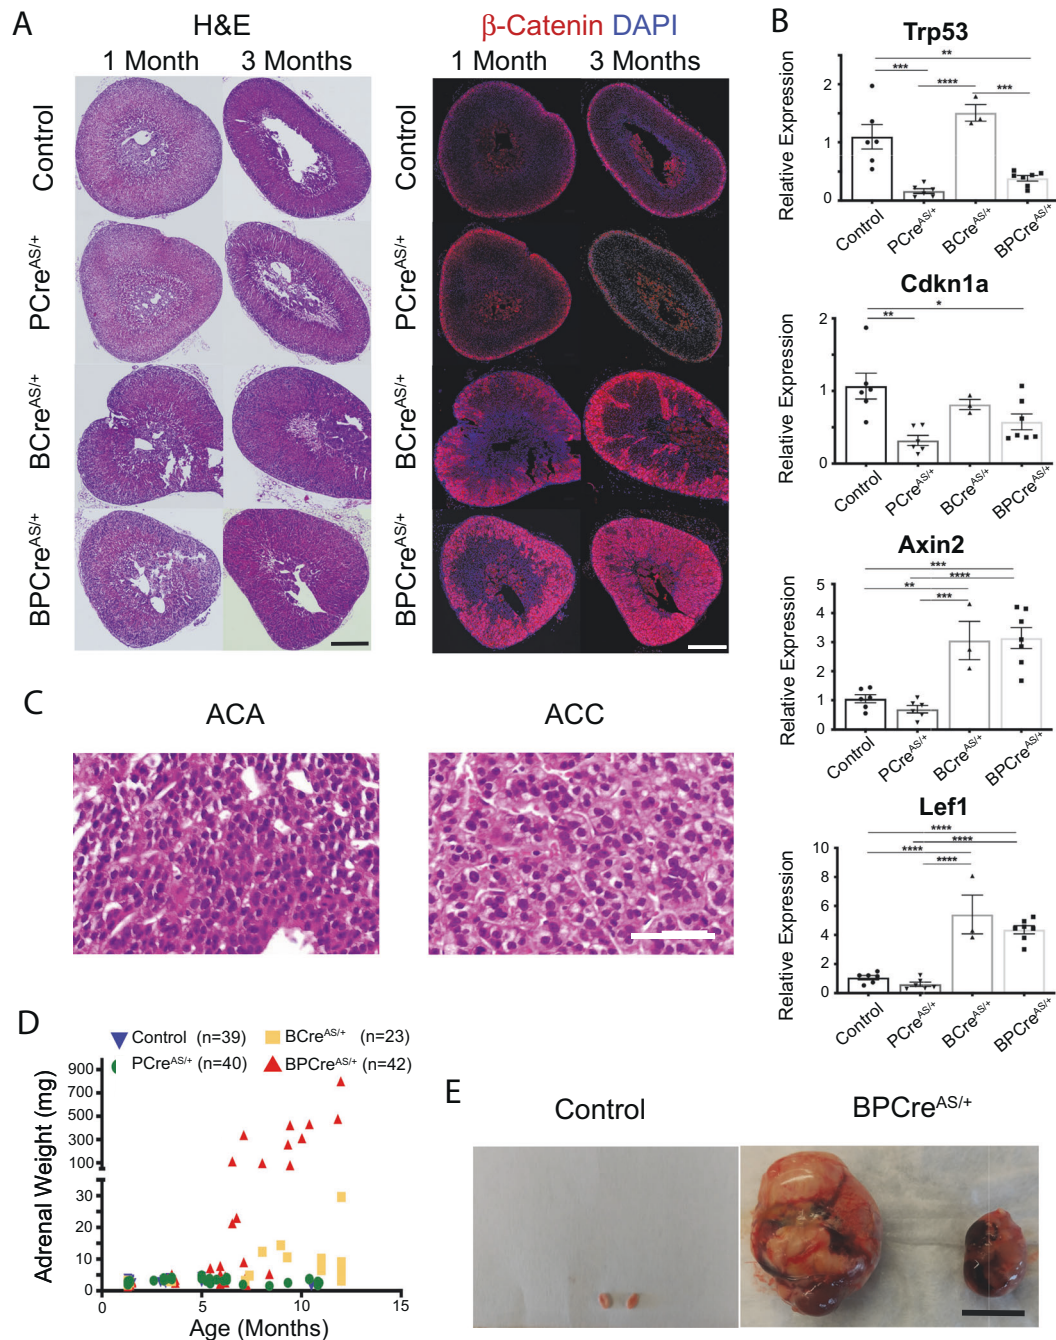 A
H&E
1 Month 3 Months
β-Catenin DAPI
1 Month 3 Months
Control
PCreAS/+
BCreAS/+
BPCreAS/+
Control
PCreAS/+
BCreAS/+
BPCreAS/+
B
Trp53
**
***
****
***
Relative Expression
2
1
0
Control
PCreAS/+
BCreAS/+
BPCreAS/+
Cdkn1a
*
**
Relative Expression
2
1
0
Control
PCreAS/+
BCreAS/+
BPCreAS/+
Axin2
***
****
**
***
Relative Expression
5
4
3
2
1
0
Control
PCreAS/+
BCreAS/+
BPCreAS/+
Lef1
****
****
****
****
Relative Expression
10
8
6
4
2
0
Control
PCreAS/+
BCreAS/+
BPCreAS/+
C
ACA
ACC
D
Control (n=39) BCreAS/+ (n=23)
PCreAS/+ (n=40) BPCreAS/+ (n=42)
Adrenal Weight (mg)
900
700
500
300
100
30
20
10
5
0
0 5 10 15
Age (Months)
E
Control
BPCreAS/+